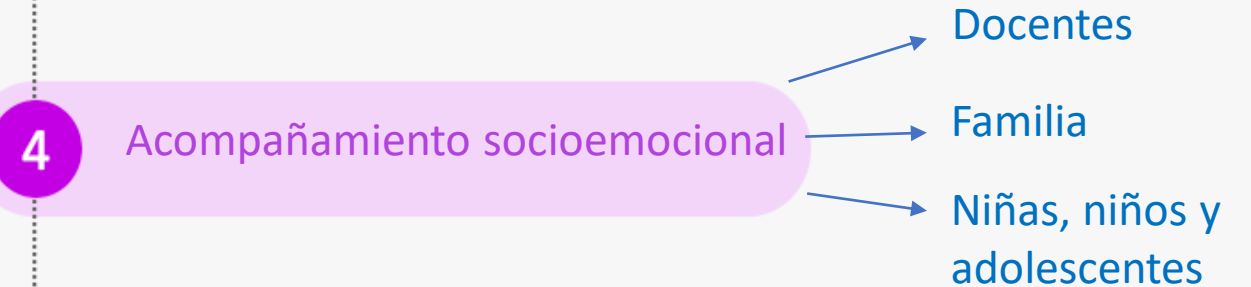 Docentes
4
Acompañamiento socioemocional
Familia
Niñas, niños y
adolescentes